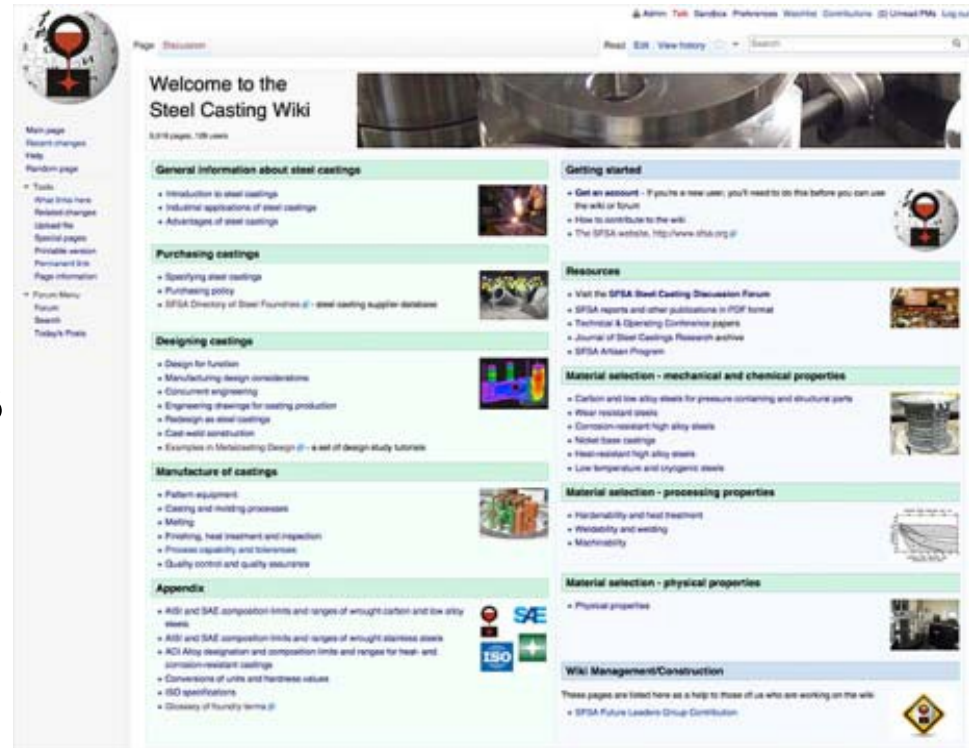 Admin Talk Sandbox Preferences Watchlist Contributions (0) Unread PMs Log out
Page Discussion
Read Edit View history
Search
Welcome to the
Steel Casting Wiki
pages, 139 users
Main page
Recent changes
Help
Random page
Tools
What links here
Related changes
Upload file
Special pages
Printable version
Permanent link
Page information
Forum Menu
Forum
Search
Today's Posts
General information about steel castings
Introduction to steel castings
Industrial applications of steel castings
Advantages of steel castings
Purchasing castings
Specifying steel castings
Purchasing policy
SFSA Directory of Steel Foundries - steel casting supplier database
Designing castings
Design for function
Manufacturing design considerations
Concurrent engineering
Engineering drawings for casting production
Redesign as steel castings
Cast-weld construction
Examples in Metalcasting Design - a set of design study tutorials
Manufacture of castings
Pattern equipment
Casting and molding processes
Melting
Finishing, heat treatment and inspection
Process capability and tolerances
Quality control and quality assurance
Appendix
AISI and SAE composition limits and ranges of wrought carbon and low alloy
steels
AISI and SAE composition limits and ranges of wrought stainless steels
ACI Alloy designation and composition limits and ranges for heat- and
corrosion-resistant castings
Conversions of units and hardness values
ISO specifications
Glossary of foundry terms
SAE
ISO
Getting started
Get an account - If you're a new user, you'll need to do this before you can use
the wiki or forum
How to contribute to the wiki
The SFSA website, http://www.sfsa.org
Resources
Visit the SFSA Steel Casting Discussion Forum
SFSA reports and other publications in PDF format
Technical & Operating Conference papers
Journal of Steel Castings Research archive
SFSA Artisan Program
Material selection - mechanical and chemical properties
Carbon and low alloy steels for pressure containing and structural parts
Wear resistant steels
Corrosion-resistant high alloy steels
Nickel base castings
Heat-resistant high alloy steels
Low temperature and cryogenic steels
Material selection - processing properties
Hardenability and heat treatment
Weldability and welding
Machinability
Material selection - physical properties
Physical properties
Wiki Management/Construction
These pages are listed here as a help to those of us who are working on the wiki
SFSA Future Leaders Group Contribution